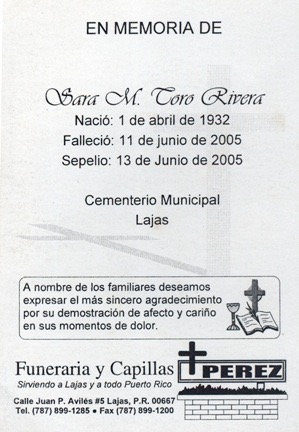 EN MEMORIA DE
Sara M. Toro Rivera
Nació: 1 de abril de 1932
Falleció: 11 de junio de 2005
Sepelio: 13 de Junio de 2005
Cementerio Municipal
Lajas
A nombre de los familiares deseamos
expresar el más sincero agradecimiento
por su demostración de afecto y cariño
en sus momentos de dolor.
Funeraria y Capillas PEREZ
Sirviendo a Lajas y a todo Puerto Rico
Calle Juan P. Avilés #5 Lajas, P.R. 00667
Tel. (787) 899-1285 ● Fax (787) 899-1200